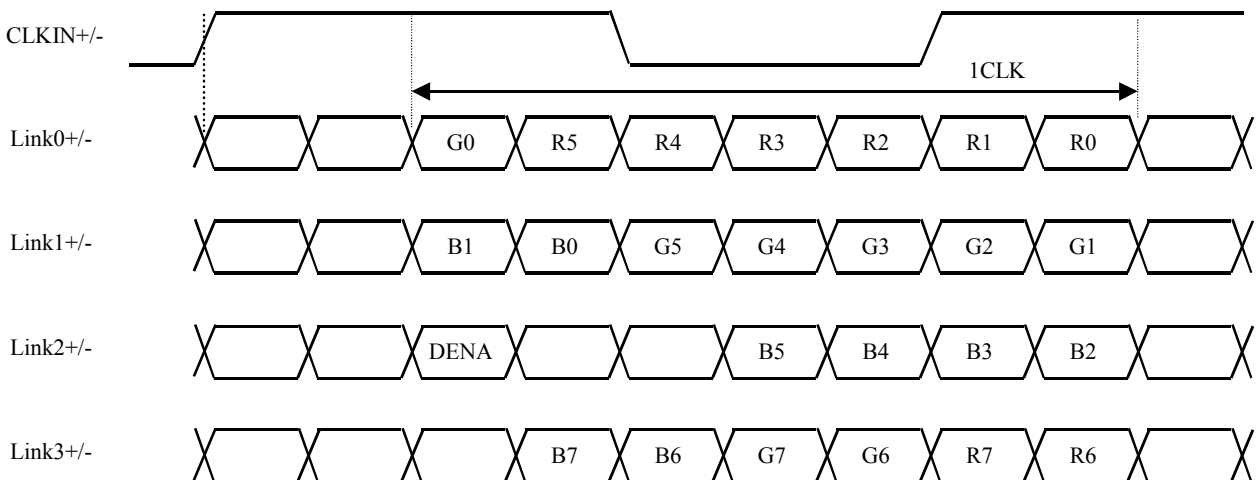 CLKIN+/-
1CLK
Link0+/- G0 R5 R4 R3 R2 R1 R0
Link1+/- B1 B0 G5 G4 G3 G2 G1
Link2+/- DENA B5 B4 B3 B2
Link3+/- B7 B6 G7 G6 R7 R6